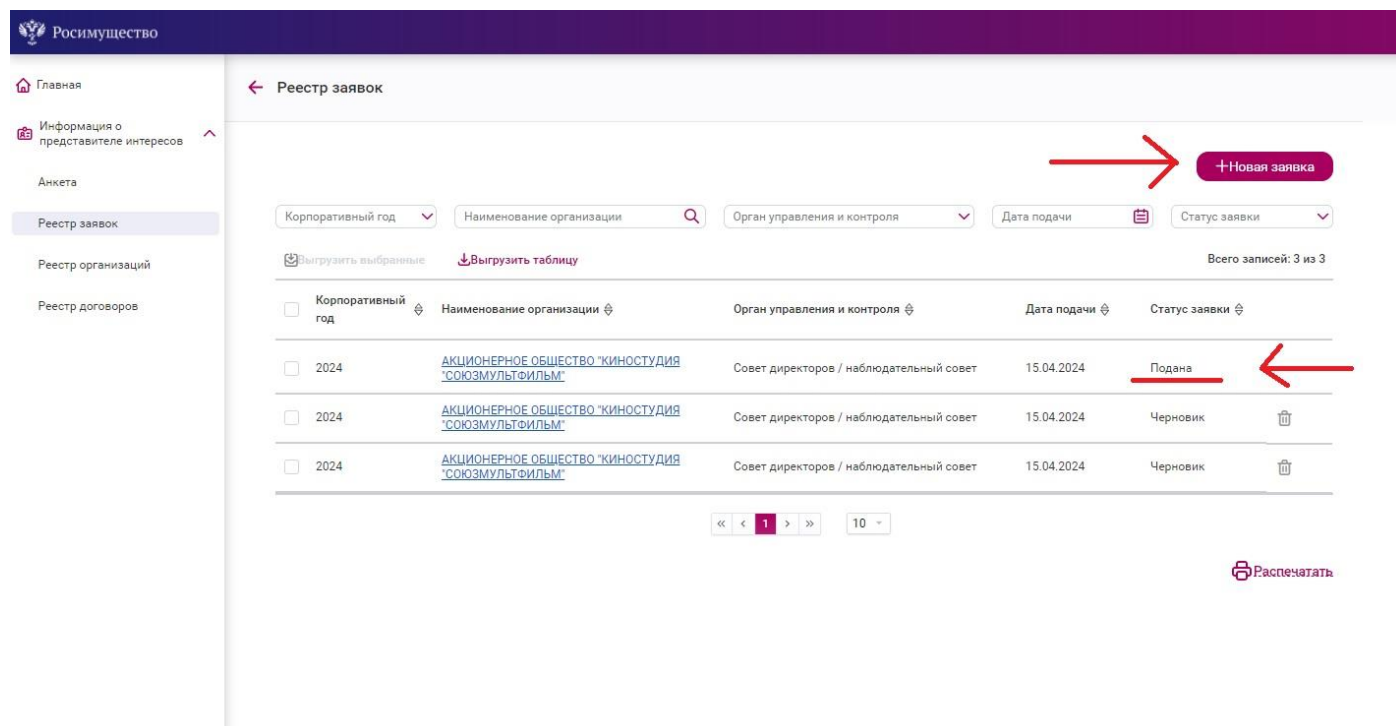 Росимущество
Главная
Информация о
представителе интересов
Анкета
Реестр заявок
Реестр организаций
Реестр договоров
Реестр заявок
Новая заявка
Корпоративный год
Наименование организации
Орган управления и контроля
Дата подачи
Статус заявки
Выгрузить выбранные
Выгрузить таблицу
Всего записей: 3 из 3
Корпоративный
год
Наименование организации
Орган управления и контроля
Дата подачи
Статус заявки
2024
АКЦИОНЕРНОЕ ОБЩЕСТВО "КИНОСТУДИЯ
"СОЮЗМУЛЬТФИЛЬМ"
Совет директоров / наблюдательный совет
15.04.2024
Подана
2024
АКЦИОНЕРНОЕ ОБЩЕСТВО "КИНОСТУДИЯ
"СОЮЗМУЛЬТФИЛЬМ"
Совет директоров / наблюдательный совет
15.04.2024
Черновик
2024
АКЦИОНЕРНОЕ ОБЩЕСТВО "КИНОСТУДИЯ
"СОЮЗМУЛЬТФИЛЬМ"
Совет директоров / наблюдательный совет
15.04.2024
Черновик
« ‹ 1 › » 10
Распечатать